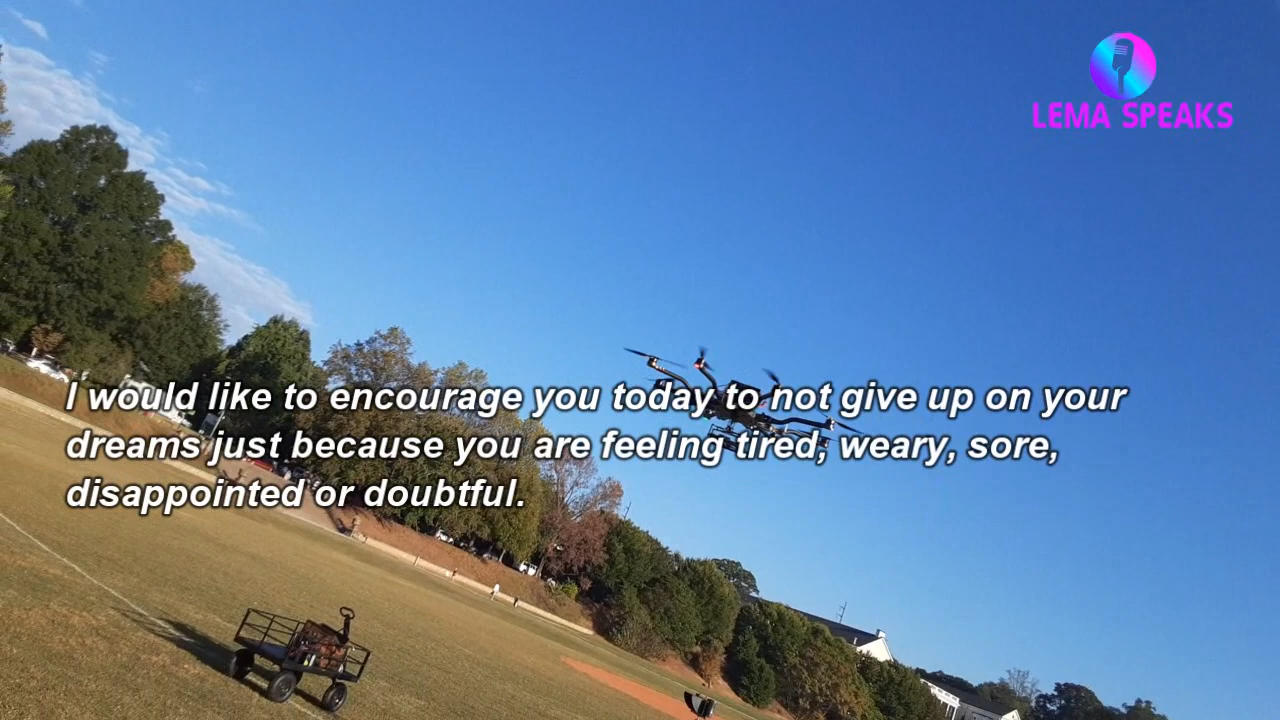 LEMA SPEAKS
I would like to encourage you today to not give up on your
dreams just because you are feeling tired, weary, sore,
disappointed or doubtful.